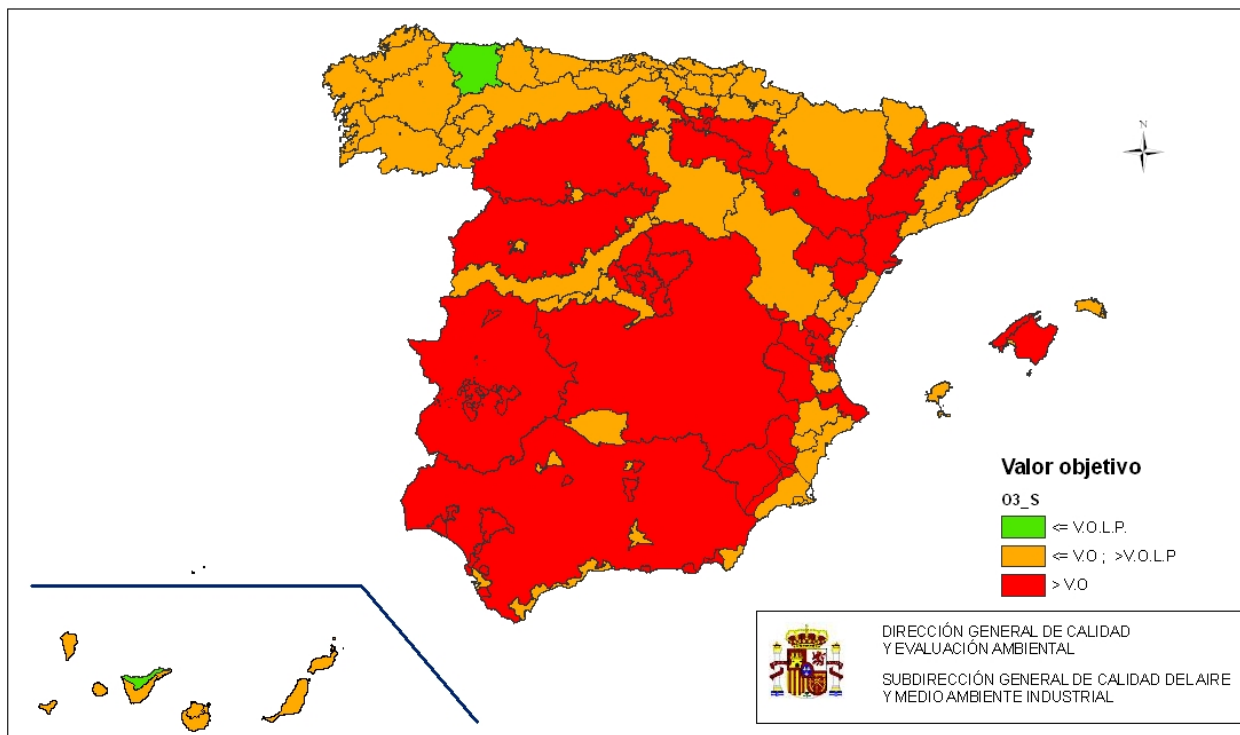 N
Valor objetivo
O3_S
<= V.O.L.P.
<= V.O ; >V.O.L.P
> V.O
DIRECCIÓN GENERAL DE CALIDAD
Y EVALUACIÓN AMBIENTAL
SUBDIRECCIÓN GENERAL DE CALIDAD DEL AIRE
Y MEDIO AMBIENTE INDUSTRIAL